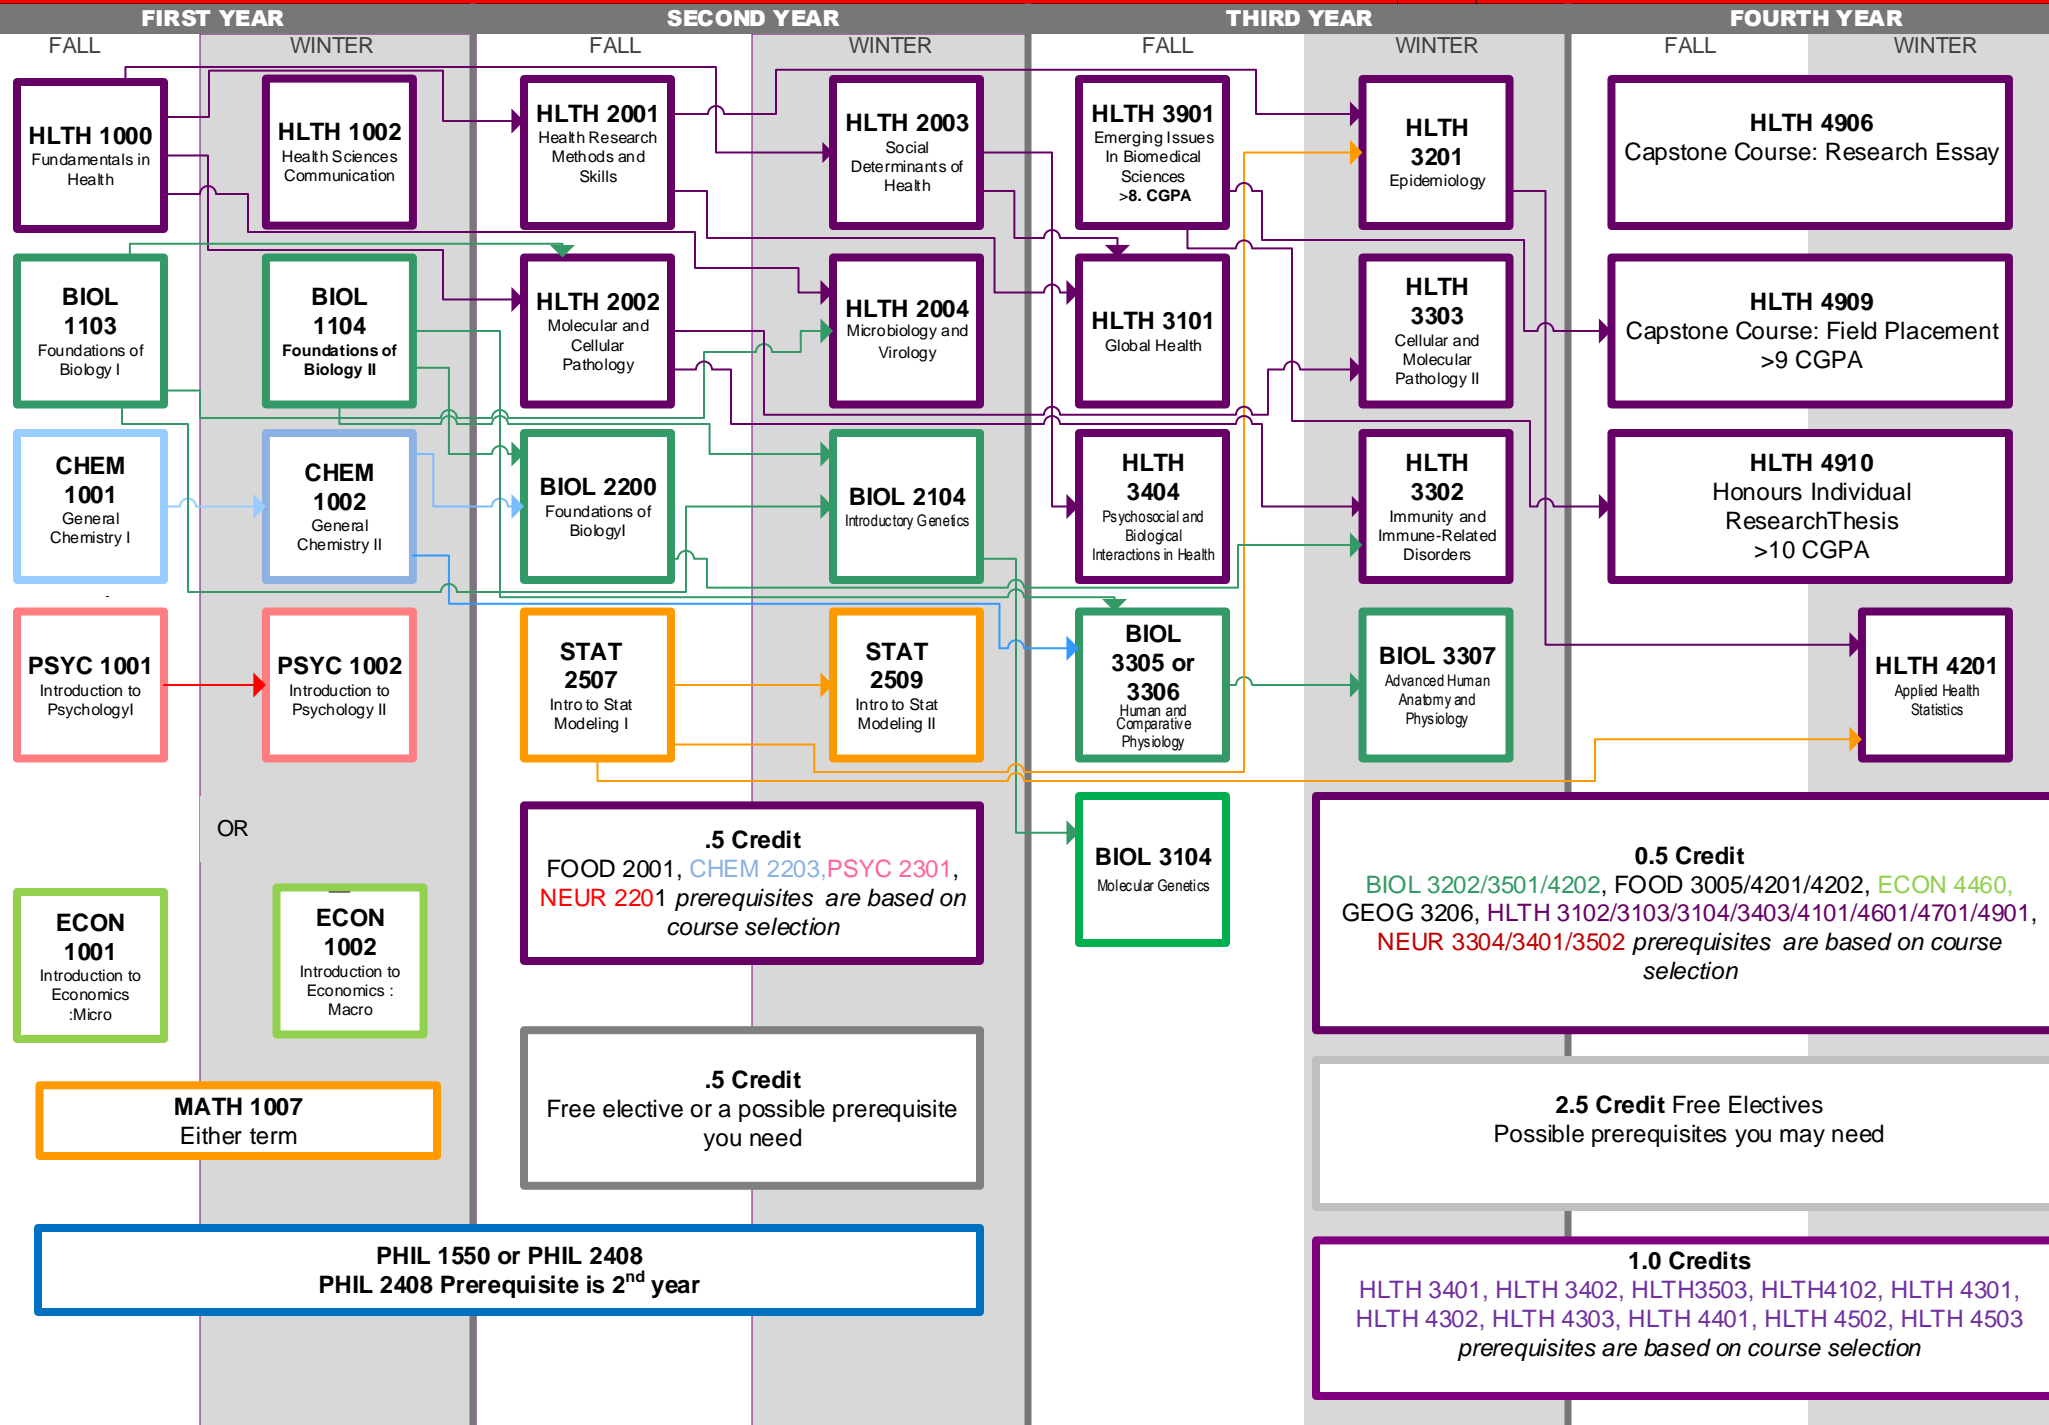 FIRST YEAR
SECOND YEAR
THIRD YEAR
FOURTH YEAR
FALL
WINTER
FALL
WINTER
FALL
WINTER
FALL
WINTER
HLTH 1000
Fundamentals in
Health
HLTH 1002
Health Sciences
Communication
HLTH 2001
Health Research
Methods and
Skills
HLTH 2003
Social
Determinants of
Health
HLTH 3901
Emerging Issues
In Biomedical
Sciences
>8. CGPA
HLTH
3201
Epidemiology
HLTH 4906
Capstone Course: Research Essay
BIOL
1103
Foundations of
Biology I
BIOL
1104
Foundations of
Biology II
HLTH 2002
Molecular and
Cellular
Pathology
HLTH 2004
Microbiology and
Virology
HLTH 3101
Global Health
HLTH
3303
Cellular and
Molecular
Pathology II
HLTH 4909
Capstone Course: Field Placement
>9 CGPA
CHEM
1001
General
Chemistry I
CHEM
1002
General
Chemistry II
BIOL 2200
Foundations of
BiologyI
BIOL 2104
Introductory Genetics
HLTH
3404
Psychosocial and
Biological
Interactions in Health
HLTH
3302
Immunity and
Immune-Related
Disorders
HLTH 4910
Honours Individual
ResearchThesis
>10 CGPA
PSYC 1001
Introduction to
PsychologyI
PSYC 1002
Introduction to
Psychology II
STAT
2507
Intro to Stat
Modeling I
STAT
2509
Intro to Stat
Modeling II
BIOL
3305 or
3306
Human and
Comparative
Physiology
BIOL 3307
Advanced Human
Anatomy and
Physiology
HLTH 4201
Applied Health
Statistics
OR
.5 Credit
FOOD 2001, CHEM 2203,PSYC 2301,
NEUR 2201 prerequisites are based on
course selection
BIOL 3104
Molecular Genetics
0.5 Credit
BIOL 3202/3501/4202, FOOD 3005/4201/4202, ECON 4460,
GEOG 3206, HLTH 3102/3103/3104/3403/4101/4601/4701/4901,
NEUR 3304/3401/3502 prerequisites are based on course
selection
ECON
1001
Introduction to
Economics
:Micro
ECON
1002
Introduction to
Economics :
Macro
.5 Credit
Free elective or a possible prerequisite
you need
2.5 Credit Free Electives
Possible prerequisites you may need
MATH 1007
Either term
PHIL 1550 or PHIL 2408
PHIL 2408 Prerequisite is 2nd year
1.0 Credits
HLTH 3401, HLTH 3402, HLTH3503, HLTH4102, HLTH 4301,
HLTH 4302, HLTH 4303, HLTH 4401, HLTH 4502, HLTH 4503
prerequisites are based on course selection